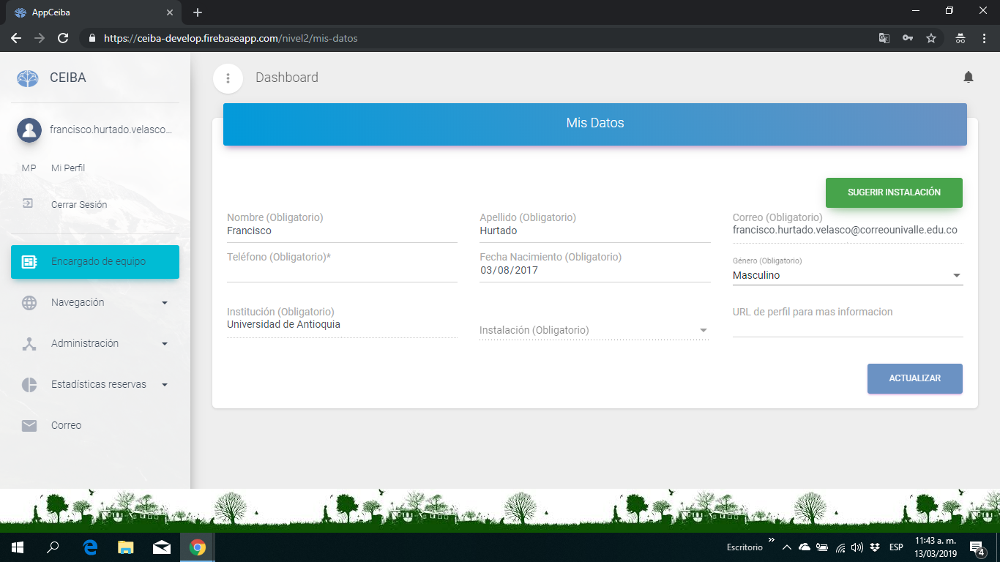 AppCeiba
https://ceiba-develop.firebaseapp.com/nivel2/mis-datos
CEIBA
francisco.hurtado.velasco...
MP Mi Perfil
Cerrar Sesión
Encargado de equipo
Navegación
Administración
Estadísticas reservas
Correo
Dashboard
Mis Datos
SUGERIR INSTALACIÓN
Nombre (Obligatorio)
Francisco
Apellido (Obligatorio)
Hurtado
Correo (Obligatorio)
francisco.hurtado.velasco@correounivalle.edu.co
Teléfono (Obligatorio)*
Fecha Nacimiento (Obligatorio)
03/08/2017
Género (Obligatorio)
Masculino
Institución (Obligatorio)
Universidad de Antioquia
Instalación (Obligatorio)
URL de perfil para mas informacion
ACTUALIZAR
Escritorio
ESP
11:43 a. m.
13/03/2019
4